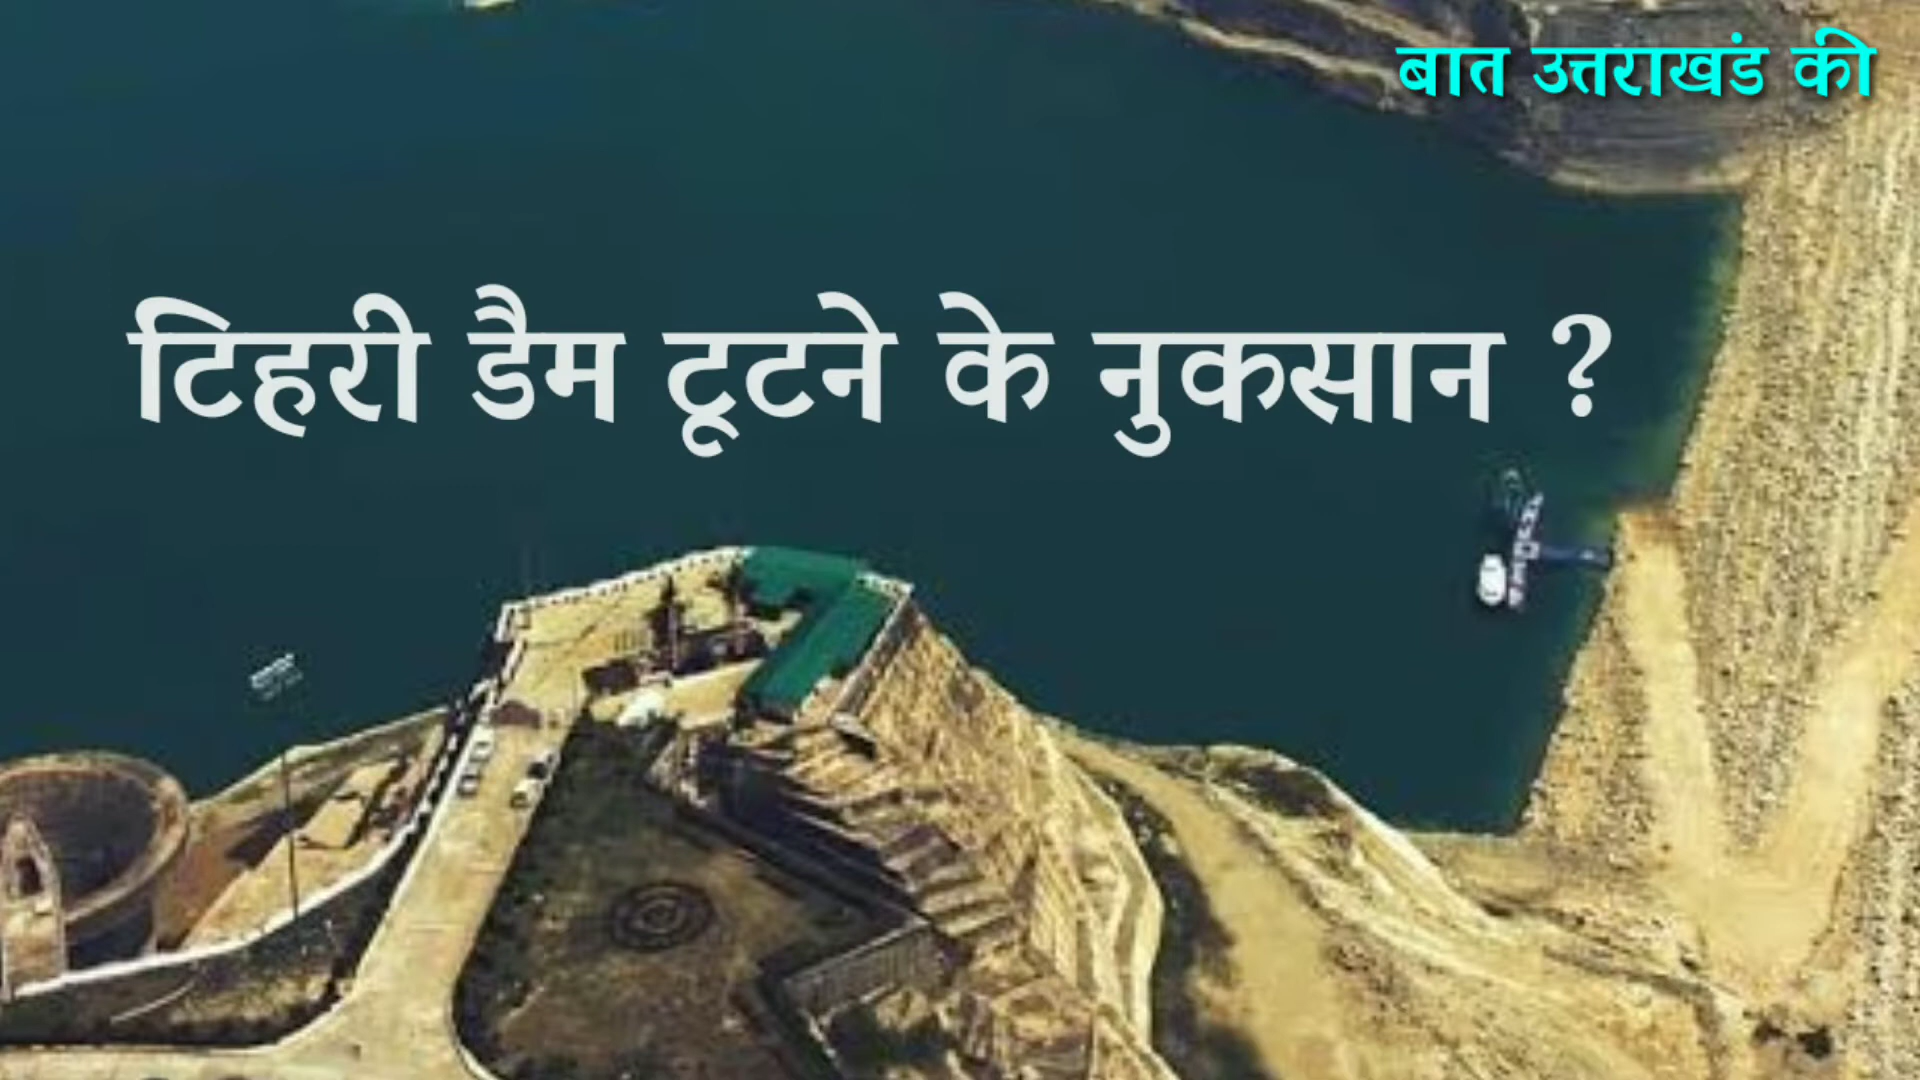 बात उत्तराखंड की
टिहरी डैम टूटने के नुकसान ?